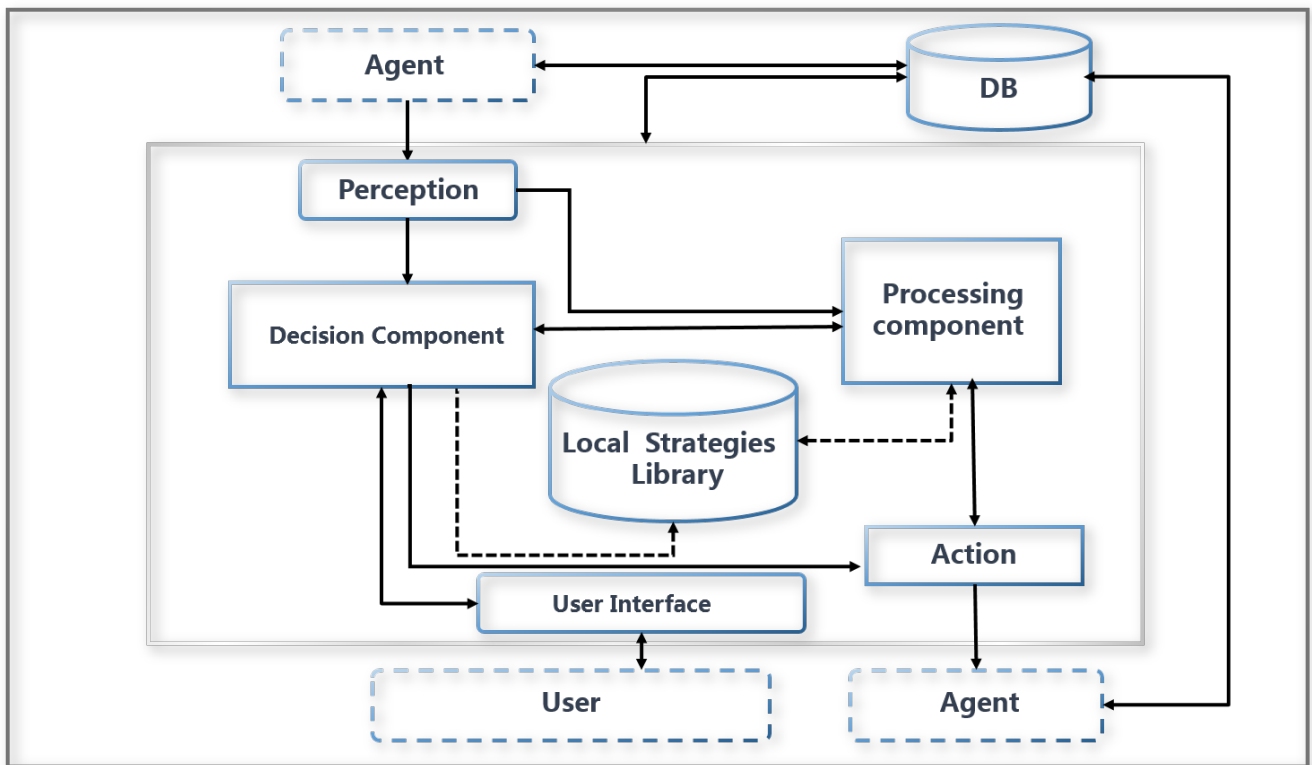 Agent
DB
Perception
Processing
component
Decision Component
Local Strategies
Library
Action
User Interface
User
Agent